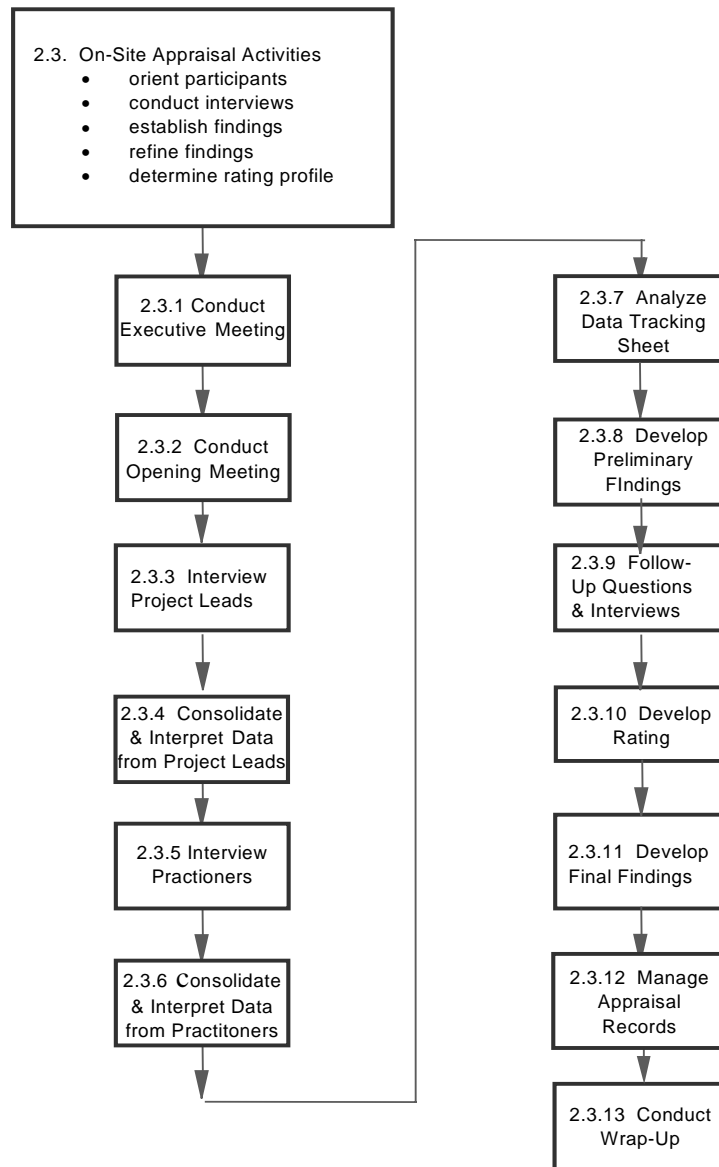 2.3. On-Site Appraisal Activities
• orient participants
• conduct interviews
• establish findings
• refine findings
• determine rating profile
2.3.1 Conduct
Executive Meeting
2.3.2 Conduct
Opening Meeting
2.3.3 Interview
Project Leads
2.3.4 Consolidate
& Interpret Data
from Project Leads
2.3.5 Interview
Practioners
2.3.6 Consolidate
& Interpret Data
from Practitoners
2.3.7 Analyze
Data Tracking
Sheet
2.3.8 Develop
Preliminary
FIndings
2.3.9 Follow-
Up Questions
& Interviews
2.3.10 Develop
Rating
2.3.11 Develop
Final Findings
2.3.12 Manage
Appraisal
Records
2.3.13 Conduct
Wrap-Up